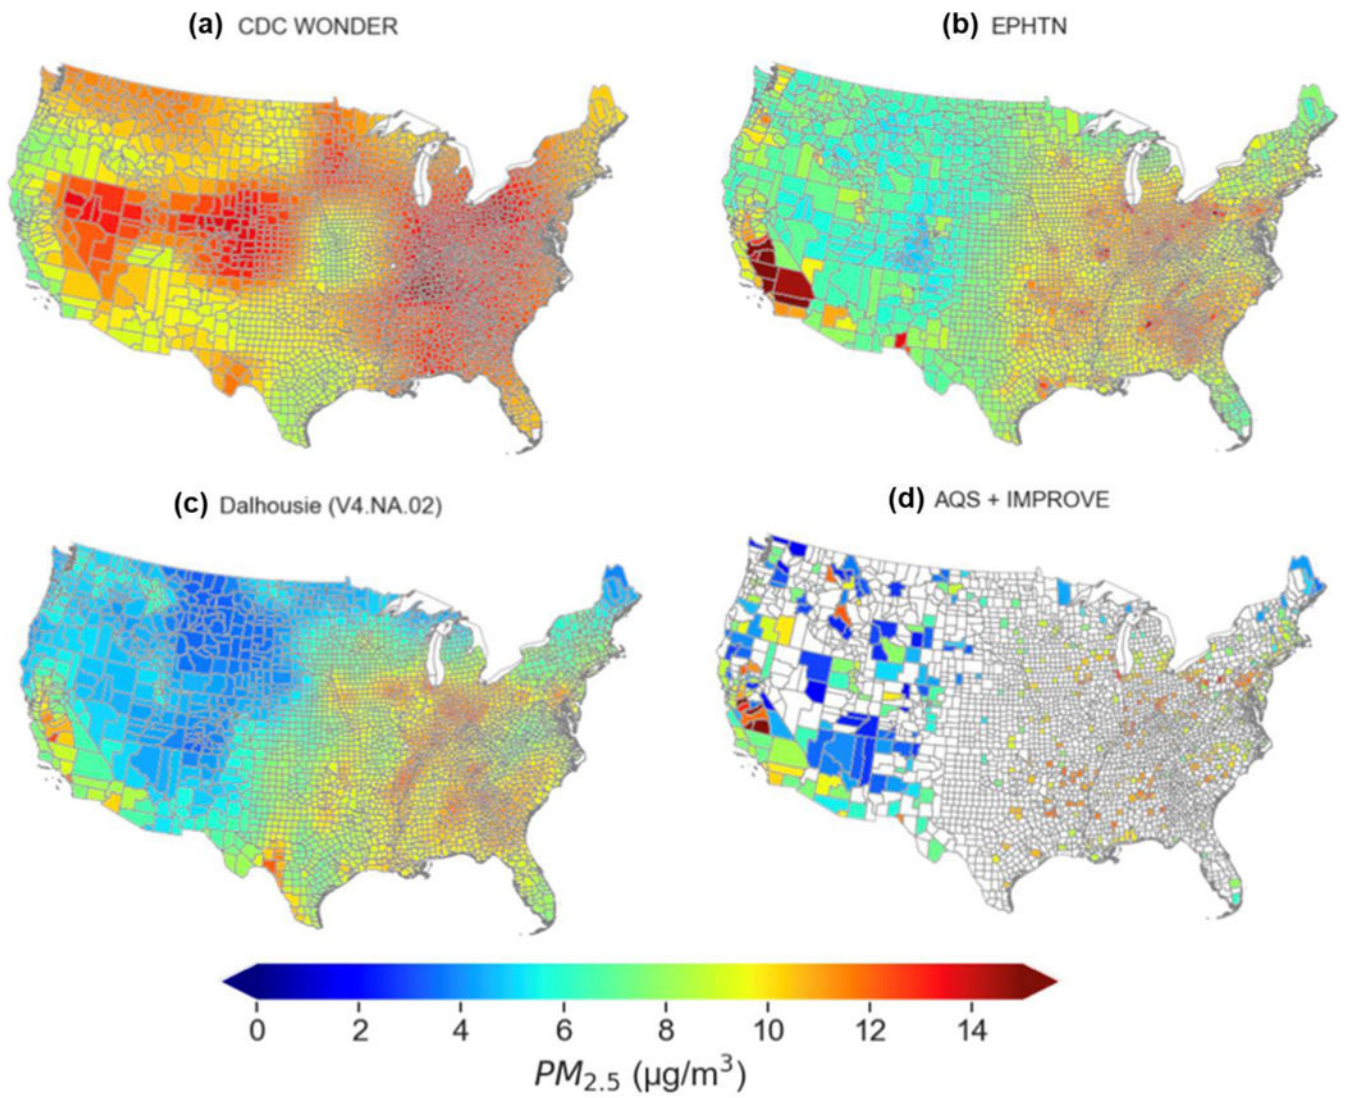 (a) CDC WONDER
(b) EPHTN
(c) Dalhousie (V4.NA.02)
(d) AQS + IMPROVE
0 2 4 6 8 10 12 14
PM2.5 (µg/m³)